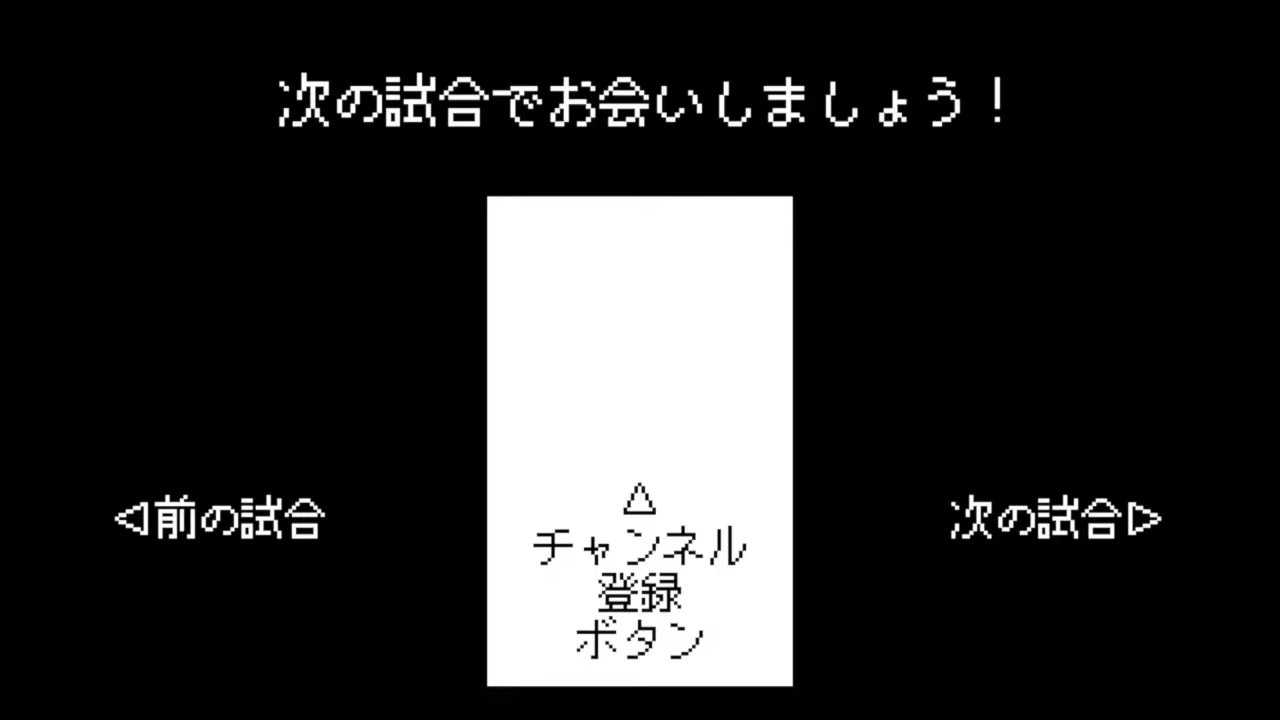 次の試合でお会いしましょう！
◁前の試合
△
チャンネル
登録
ボタン
次の試合▷